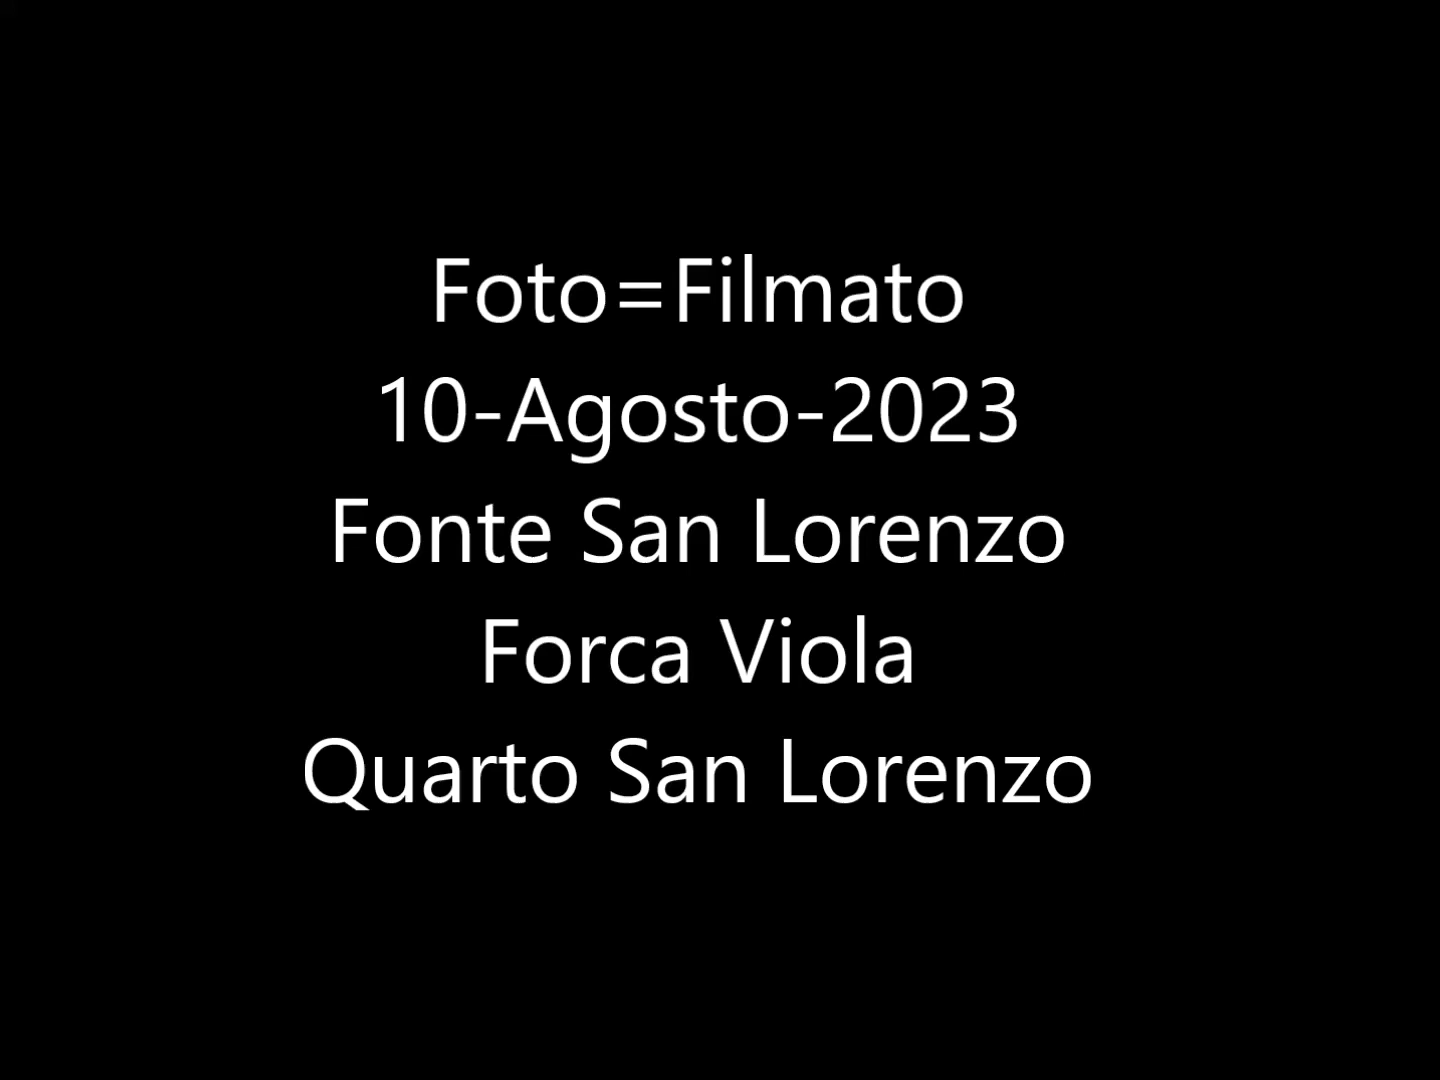 Foto=Filmato
10-Agosto-2023
Fonte San Lorenzo
Forca Viola
Quarto San Lorenzo